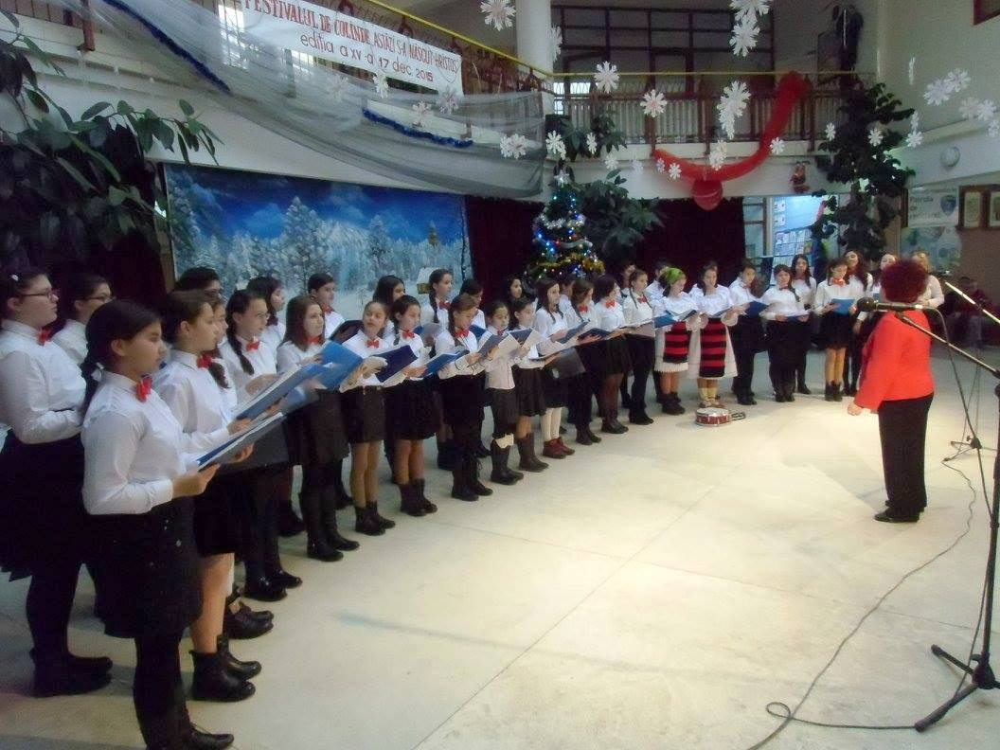 FESTIVALUL DE COLINDE „ASTĂZI S-A NĂSCUT HRISTOS"
ediția a XV-a 17 dec. 2015